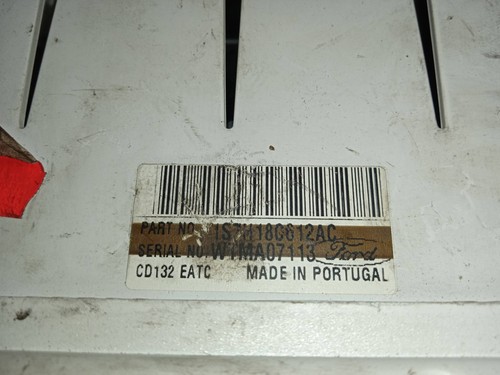 PART NO. 1S7H18C612AC
SERIAL NO. W1MA07113 Ford
CD132 EATC MADE IN PORTUGAL